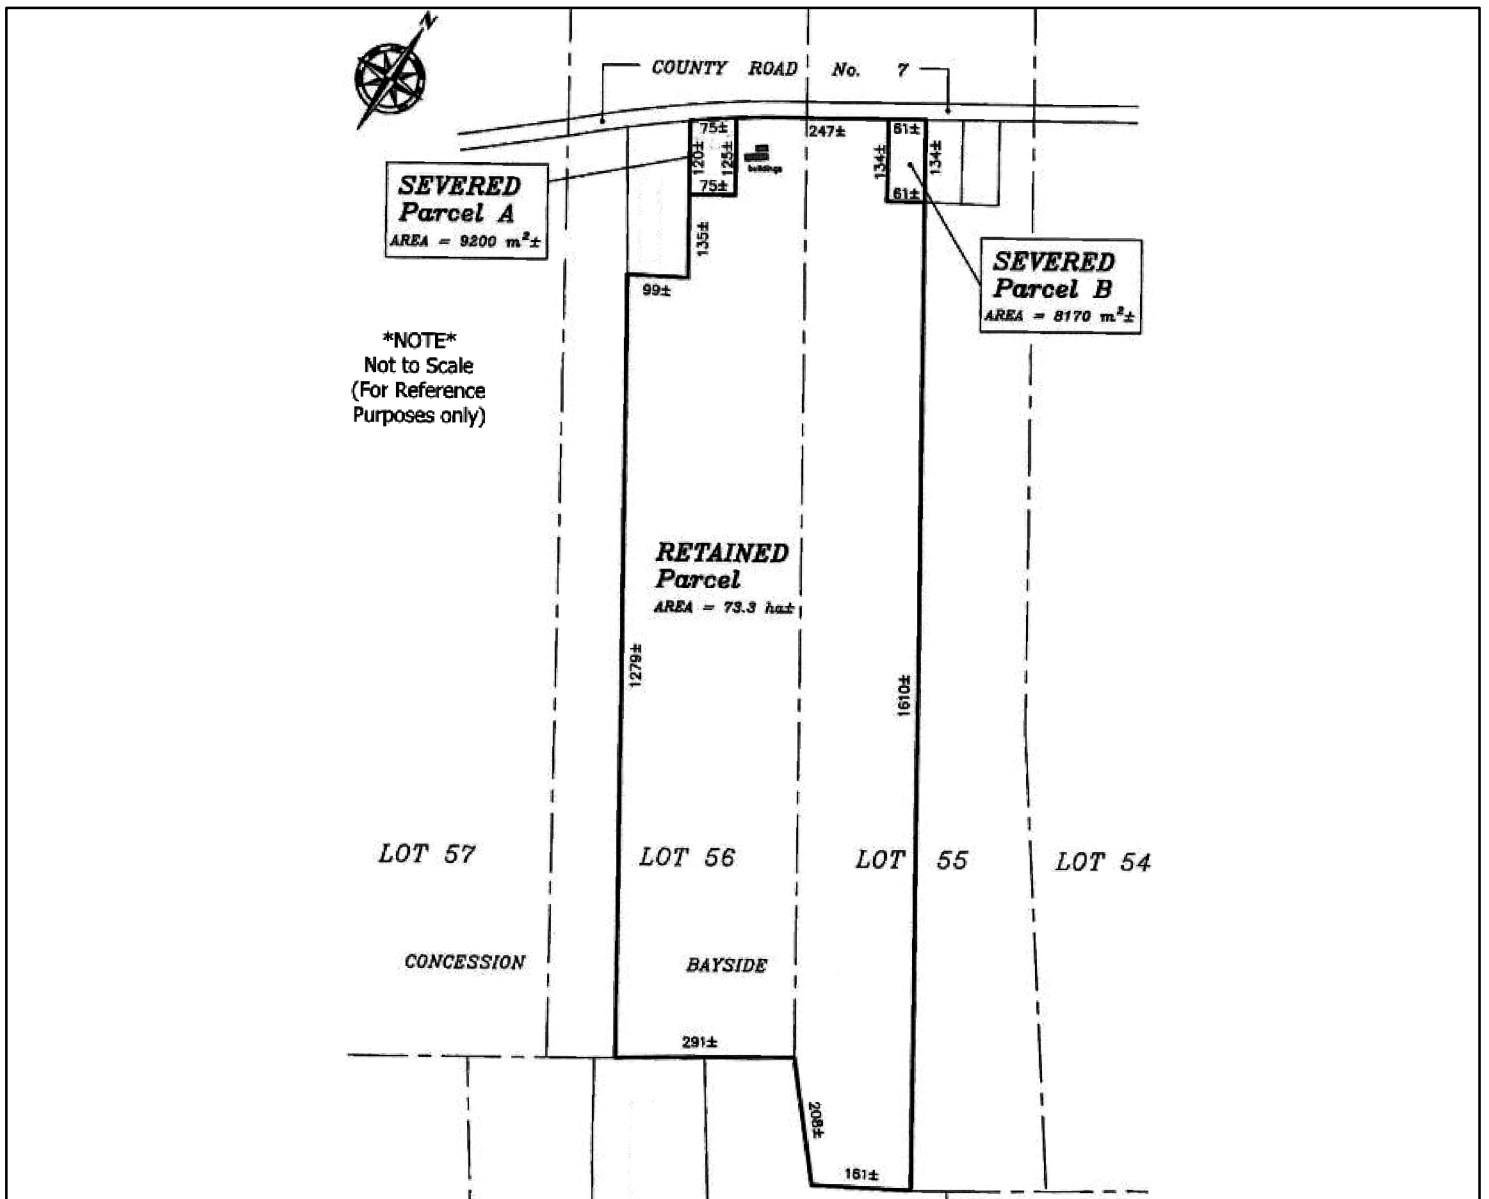 N
COUNTY ROAD No. 7
75±
247±
61±
120±
125±
134±
134±
buildings
75±
61±
SEVERED
Parcel A
AREA = 9200 m²±
135±
SEVERED
Parcel B
AREA = 8170 m²±
99±
*NOTE*
Not to Scale
(For Reference
Purposes only)
RETAINED
Parcel
AREA = 73.3 ha±
1279±
1610±
LOT 57
LOT 56
LOT 55
LOT 54
CONCESSION
BAYSIDE
291±
208±
161±